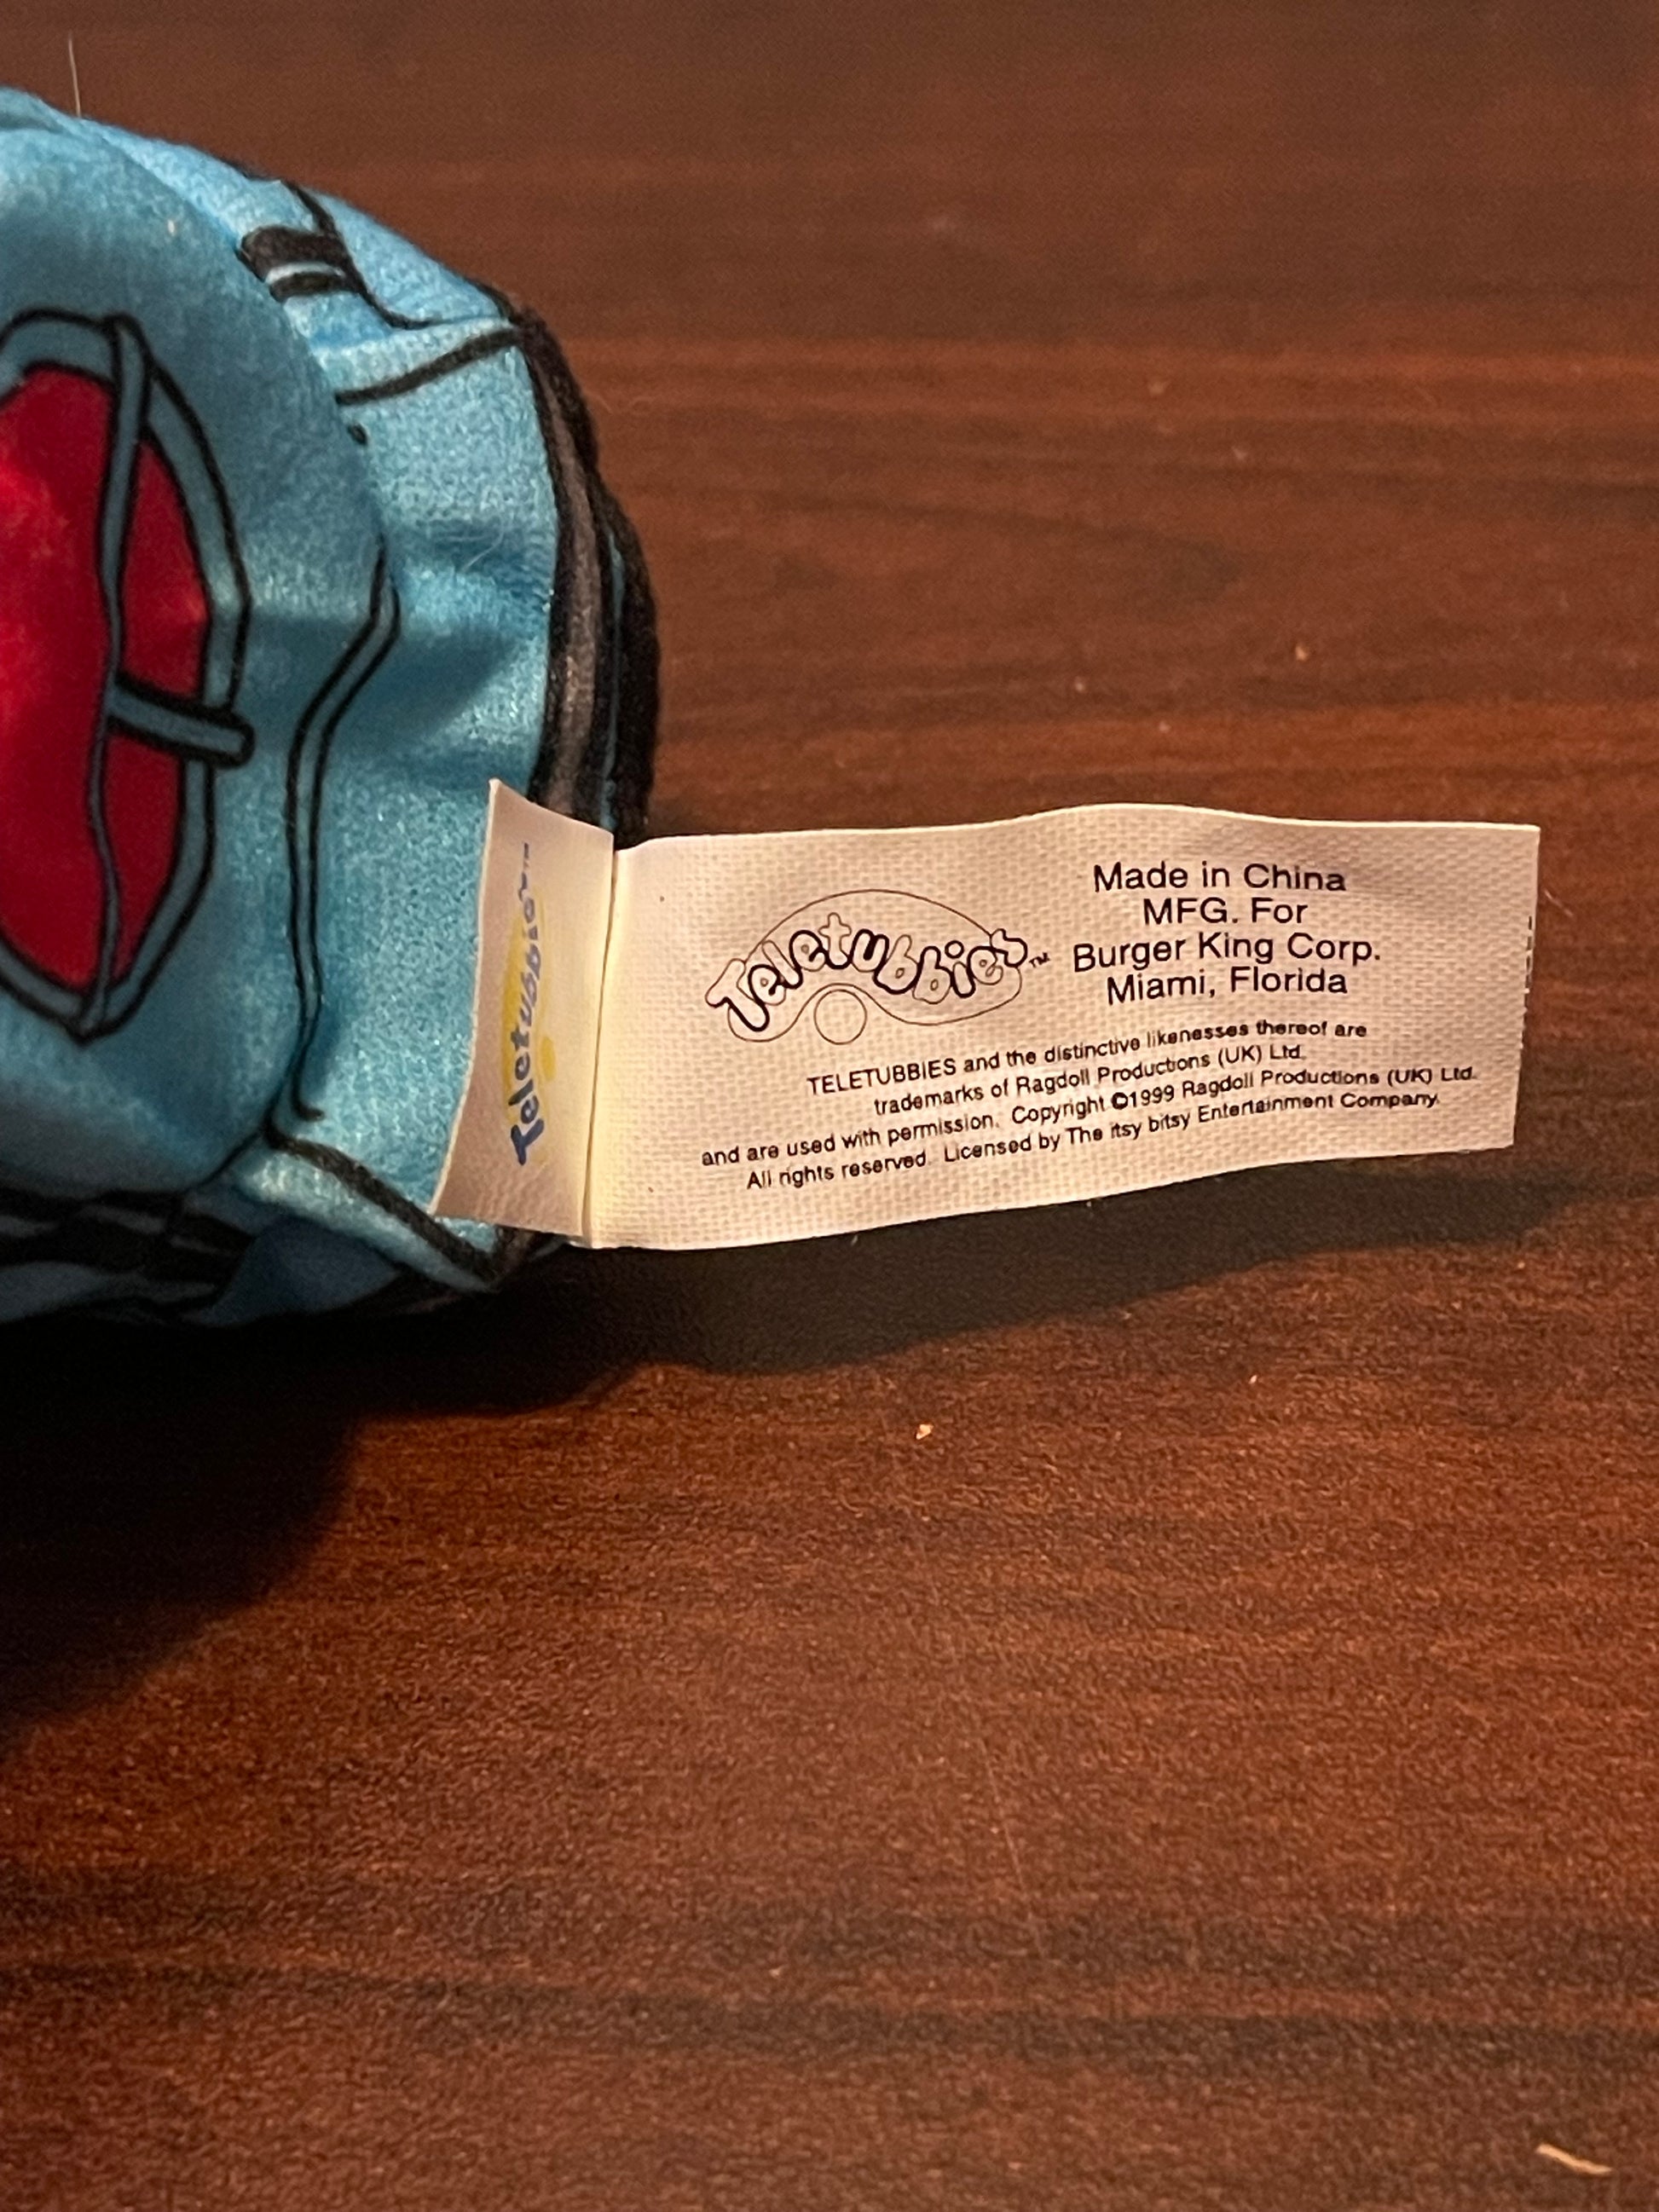 Teletubbies™
Teletubbies™
Made in China
MFG. For
Burger King Corp.
Miami, Florida
TELETUBBIES and the distinctive likenesses thereof are
trademarks of Ragdoll Productions (UK) Ltd.
and are used with permission. Copyright ©1999 Ragdoll Productions (UK) Ltd.
All rights reserved. Licensed by The itsy bitsy Entertainment Company.